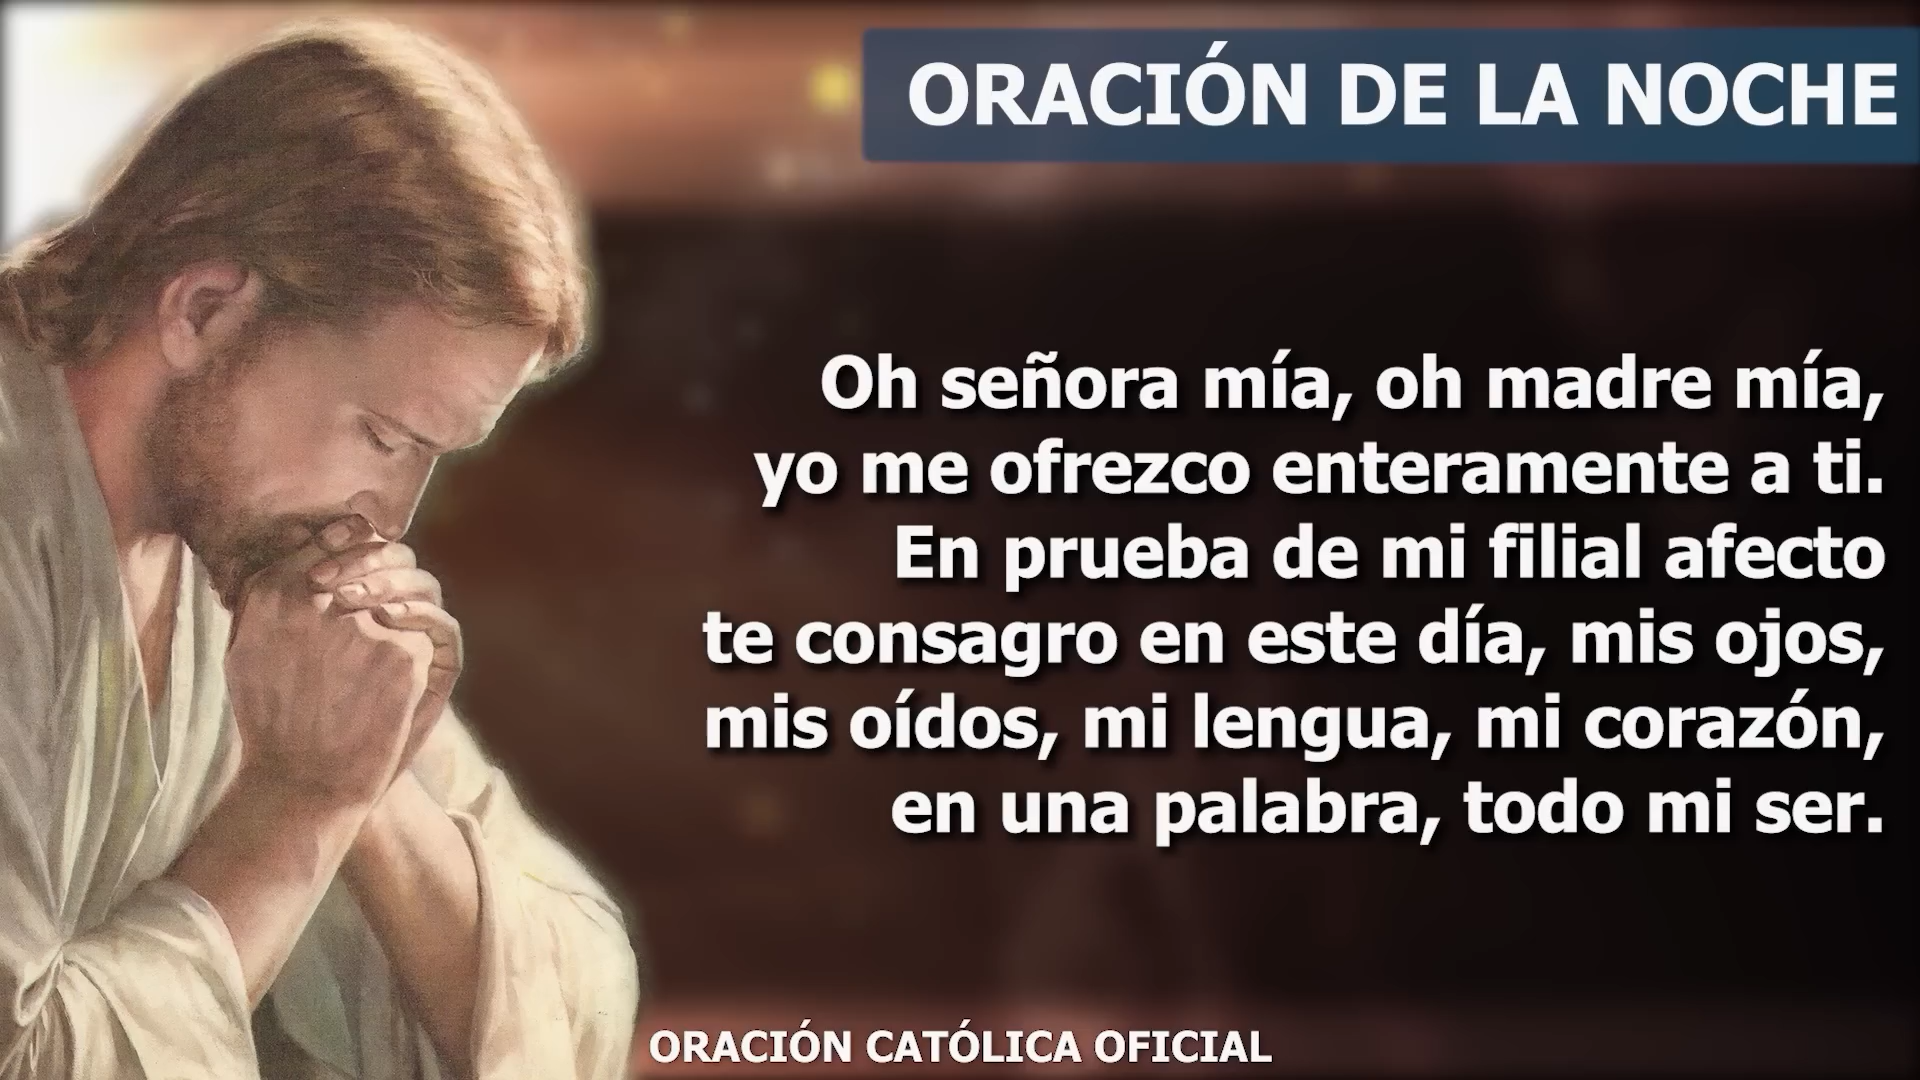 ORACIÓN DE LA NOCHE
Oh señora mía, oh madre mía,
yo me ofrezco enteramente a ti.
En prueba de mi filial afecto
te consagro en este día, mis ojos,
mis oídos, mi lengua, mi corazón,
en una palabra, todo mi ser.
ORACIÓN CATÓLICA OFICIAL